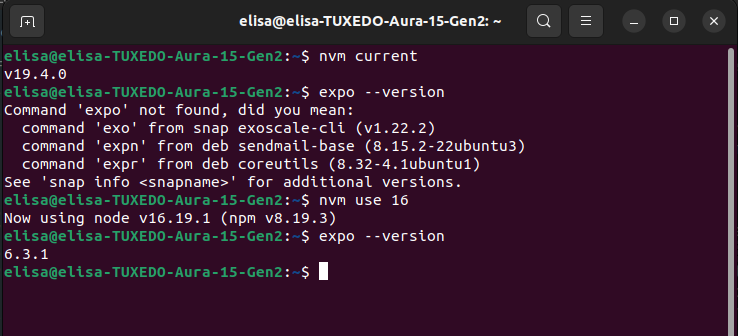 elisa@elisa-TUXEDO-Aura-15-Gen2: ~
elisa@elisa-TUXEDO-Aura-15-Gen2:~$ nvm current
v19.4.0
elisa@elisa-TUXEDO-Aura-15-Gen2:~$ expo --version
Command 'expo' not found, did you mean:
  command 'exo' from snap exoscale-cli (v1.22.2)
  command 'expn' from deb sendmail-base (8.15.2-22ubuntu3)
  command 'expr' from deb coreutils (8.32-4.1ubuntu1)
See 'snap info <snapname>' for additional versions.
elisa@elisa-TUXEDO-Aura-15-Gen2:~$ nvm use 16
Now using node v16.19.1 (npm v8.19.3)
elisa@elisa-TUXEDO-Aura-15-Gen2:~$ expo --version
6.3.1
elisa@elisa-TUXEDO-Aura-15-Gen2:~$